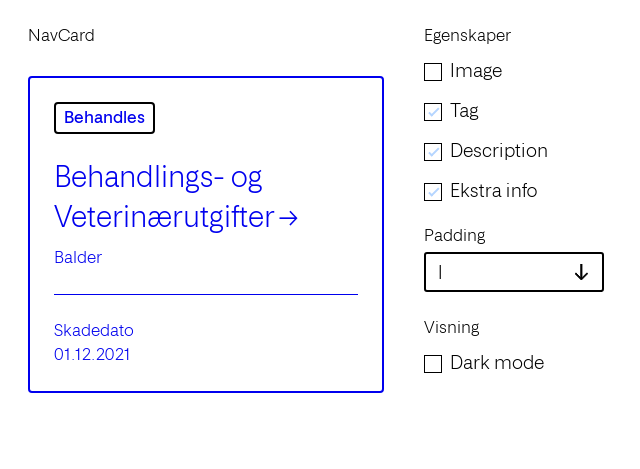 NavCard
Behandles
Behandlings- og
Veterinærutgifter→
Balder
Skadedato
01.12.2021
Egenskaper
Image
Tag
Description
Ekstra info
Padding
l
Visning
Dark mode